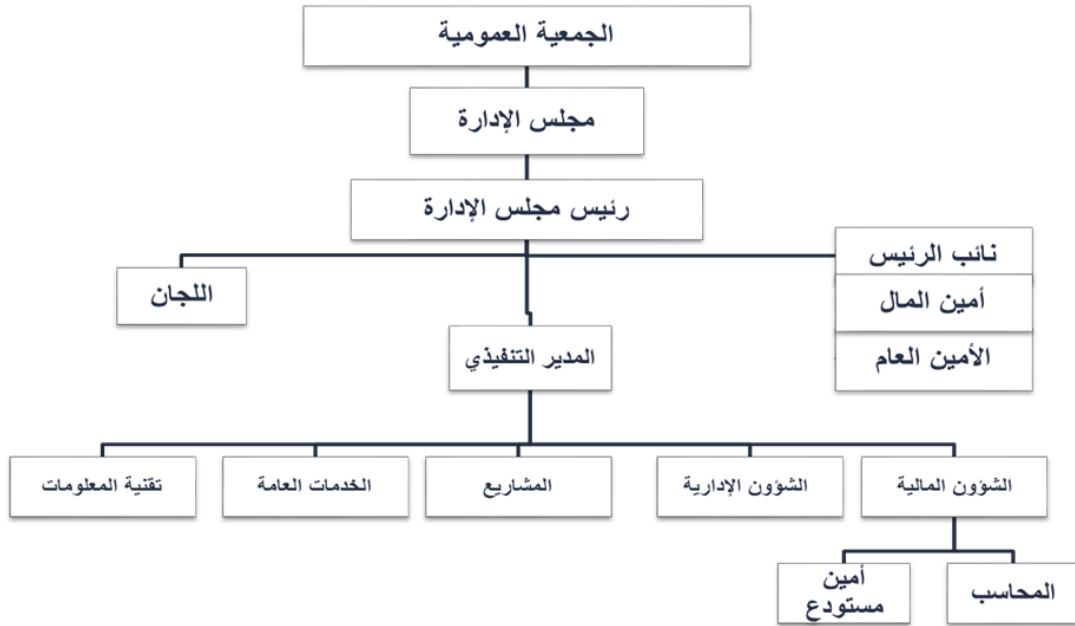 الجمعية العمومية
مجلس الإدارة
رئيس مجلس الإدارة
نائب الرئيس
أمين المال
الأمين العام
اللجان
المدير التنفيذي
الشؤون المالية
الشؤون الإدارية
المشاريع
الخدمات العامة
تقنية المعلومات
المحاسب
أمين
مستودع